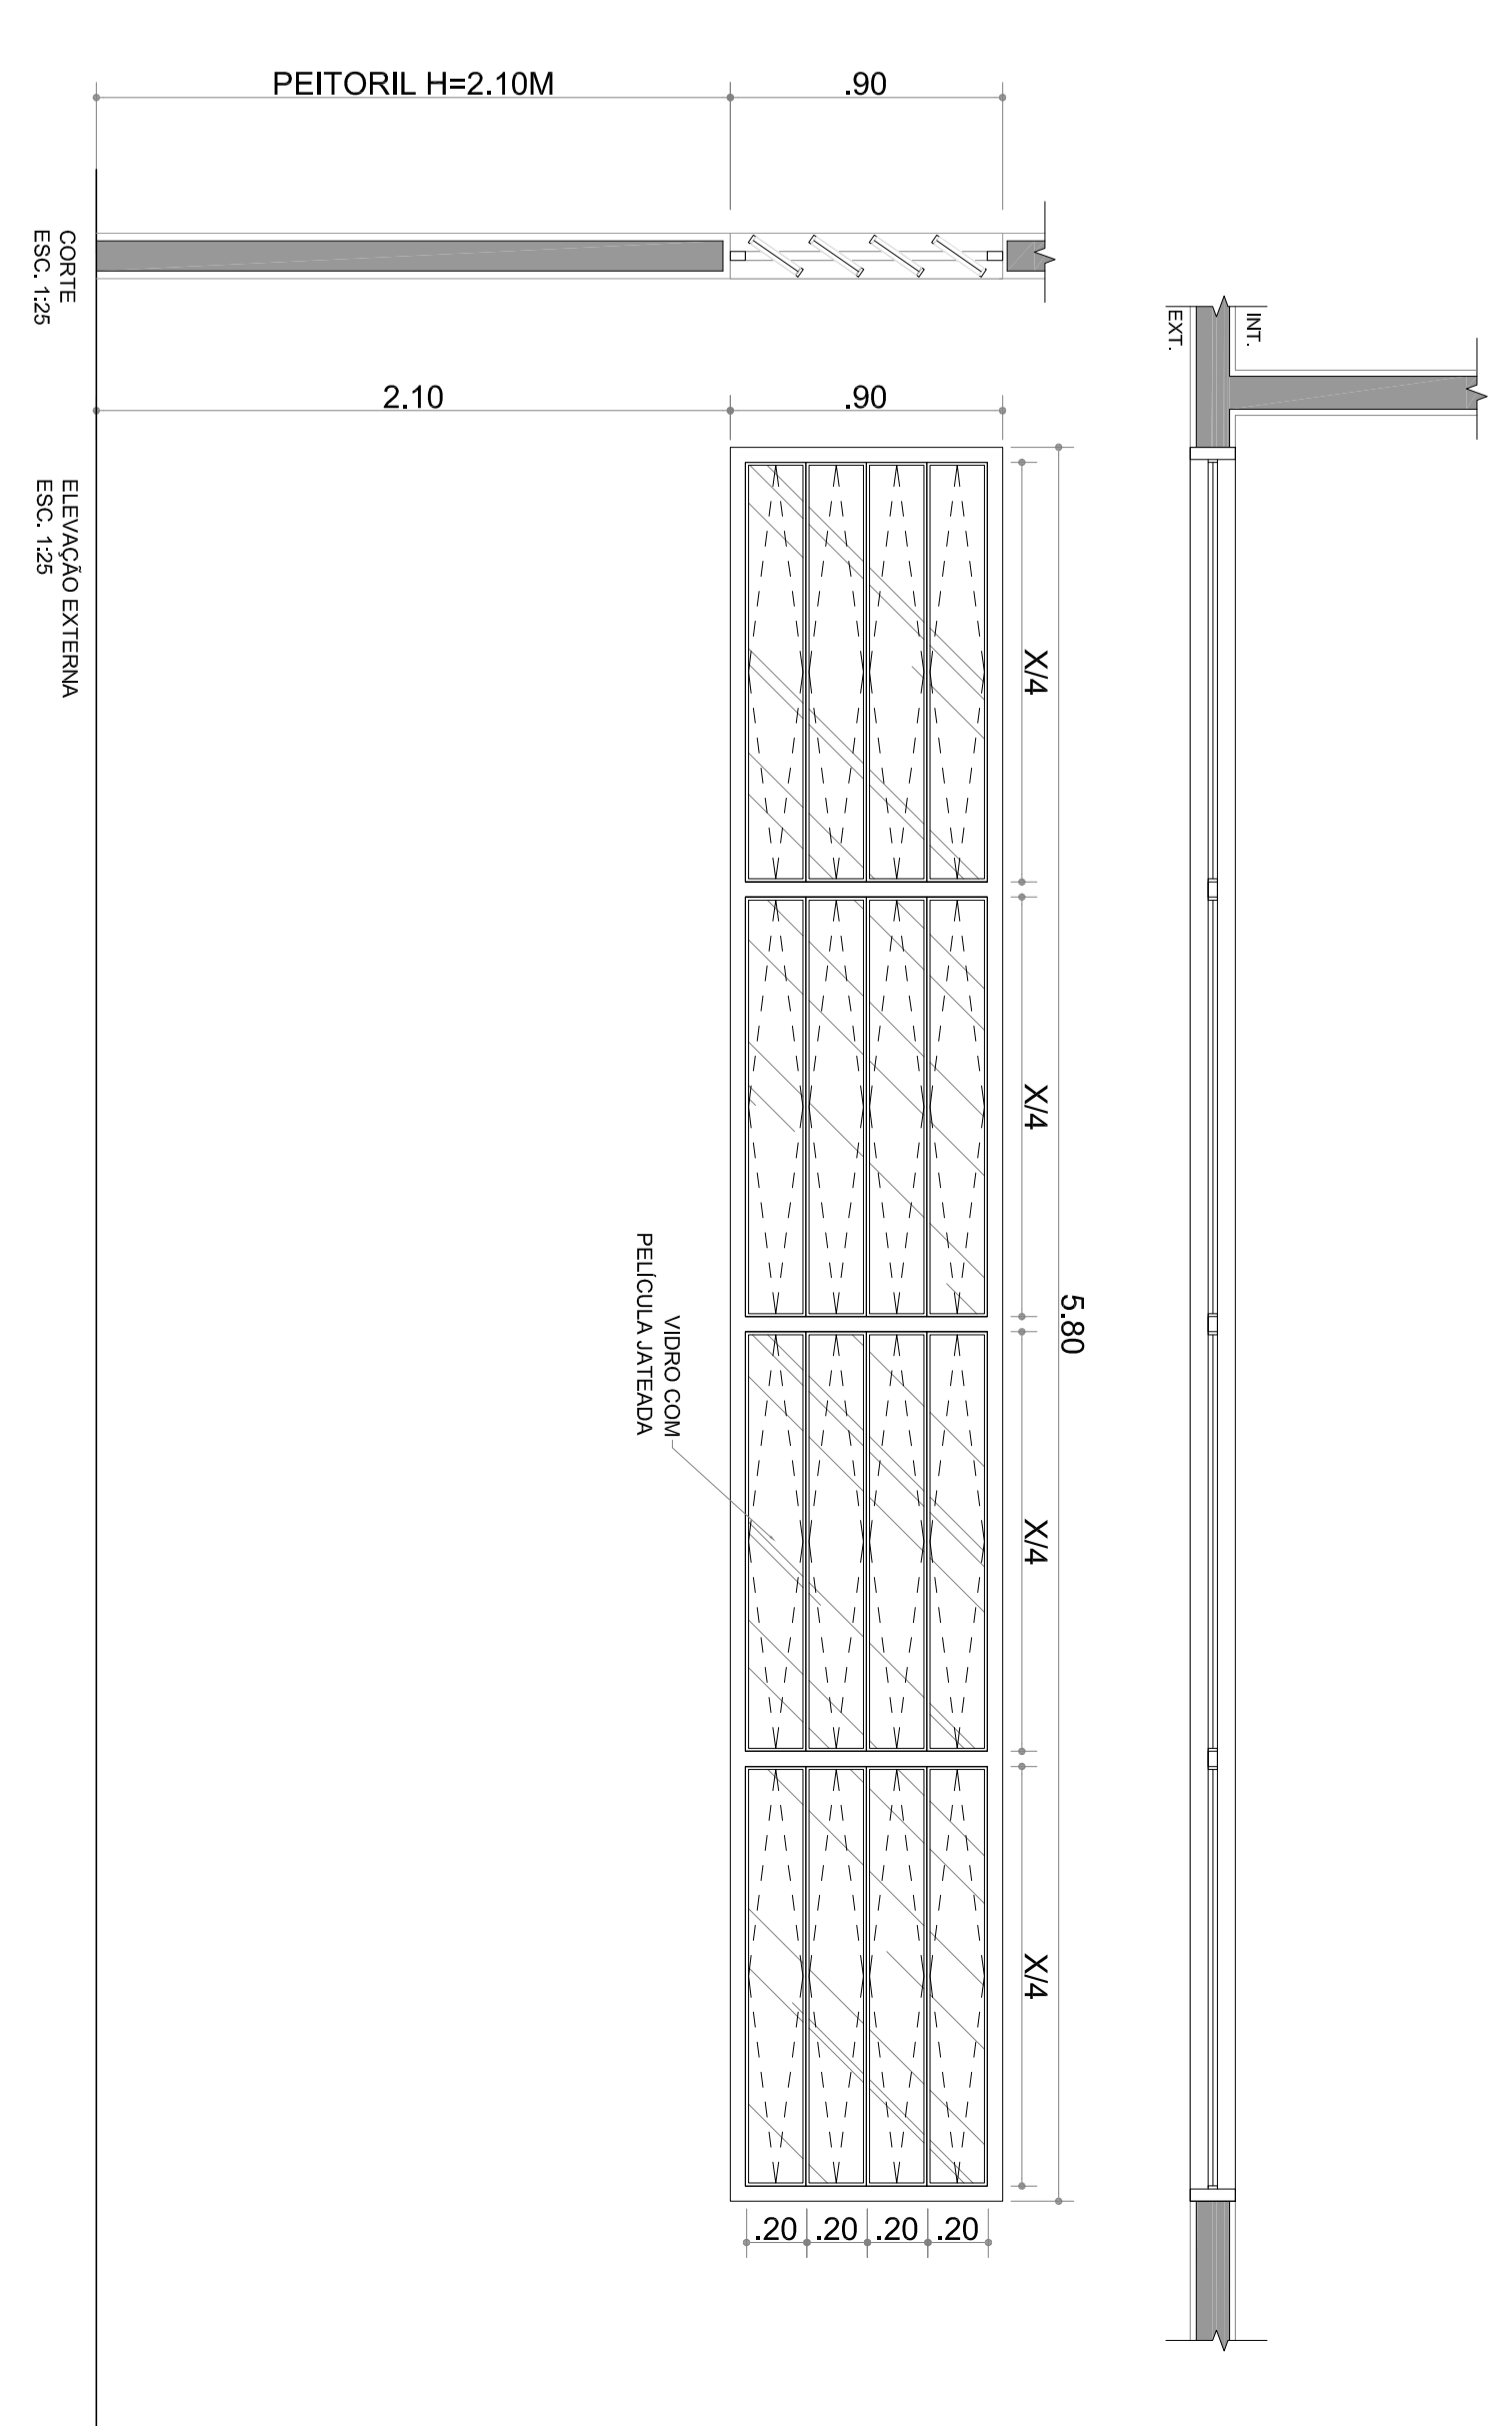 PEITORIL H=2.10M
.90
CORTE
ESC. 1:25
INT.
EXT.
2.10
.90
ELEVAÇÃO EXTERNA
ESC. 1:25
X/4
X/4
X/4
X/4
5.80
VIDRO COM
PELÍCULA JATEADA
.20
.20
.20
.20